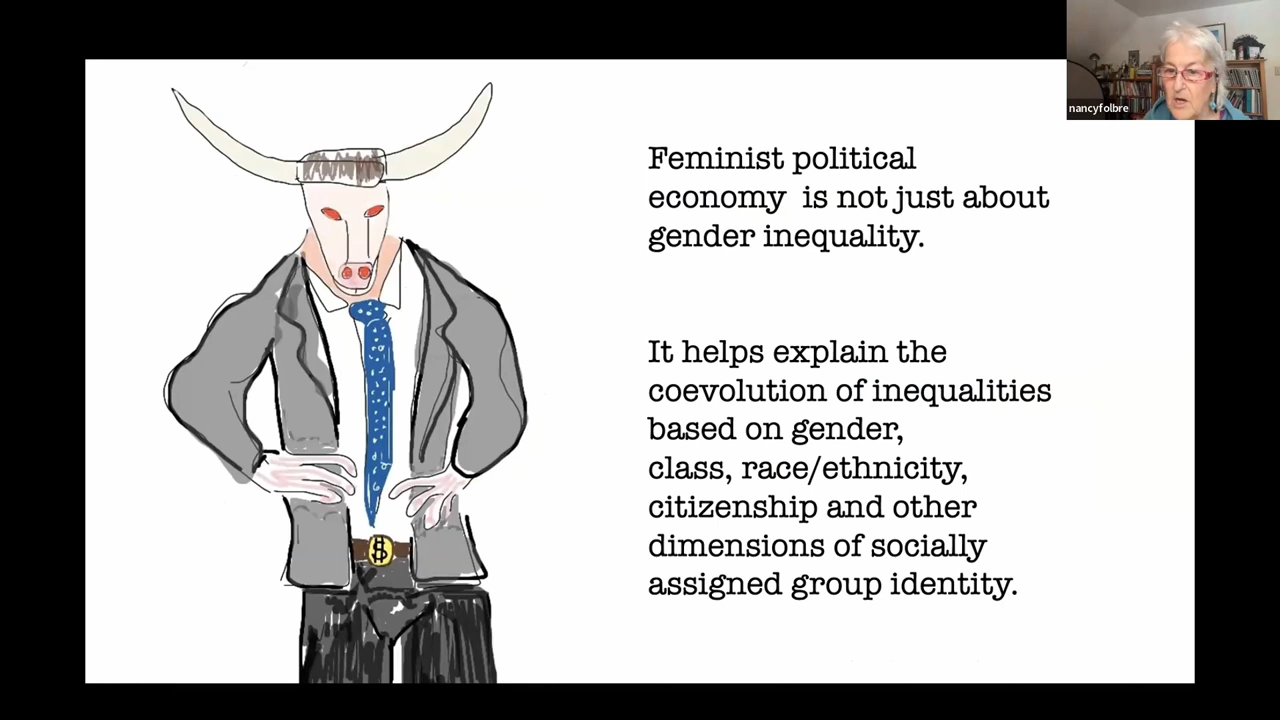 nancyfolbre
Feminist political
economy  is not just about
gender inequality.
It helps explain the
coevolution of inequalities
based on gender,
class, race/ethnicity,
citizenship and other
dimensions of socially
assigned group identity.
$